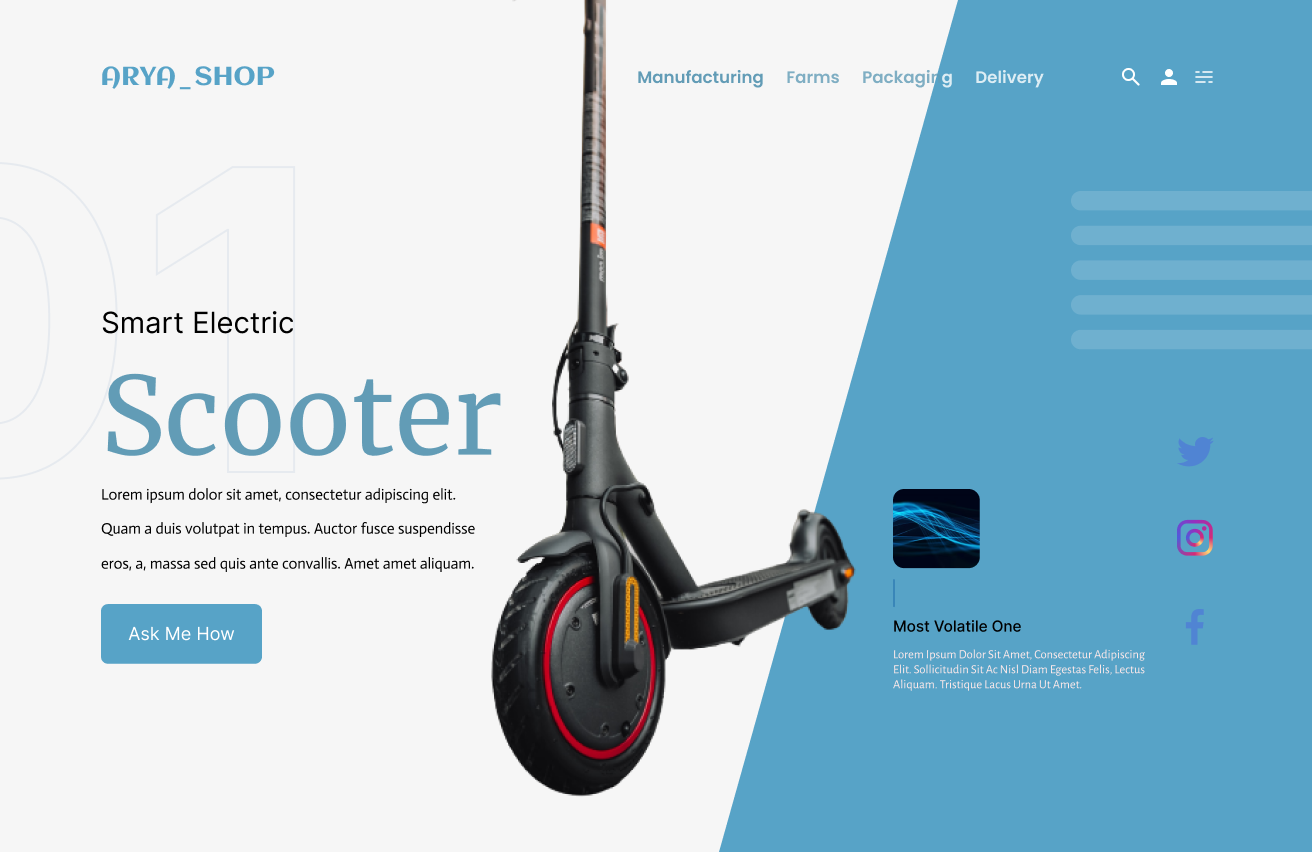 ARYA_SHOP
Manufacturing Farms Packaging Delivery
01
Smart Electric
Scooter
Lorem ipsum dolor sit amet, consectetur adipiscing elit.
Quam a duis volutpat in tempus. Auctor fusce suspendisse
eros, a, massa sed quis ante convallis. Amet amet aliquam.
Ask Me How
Most Volatile One
Lorem Ipsum Dolor Sit Amet, Consectetur Adipiscing
Elit. Sollicitudin Sit Ac Nisl Diam Egestas Felis, Lectus
Aliquam. Tristique Lacus Urna Ut Amet.